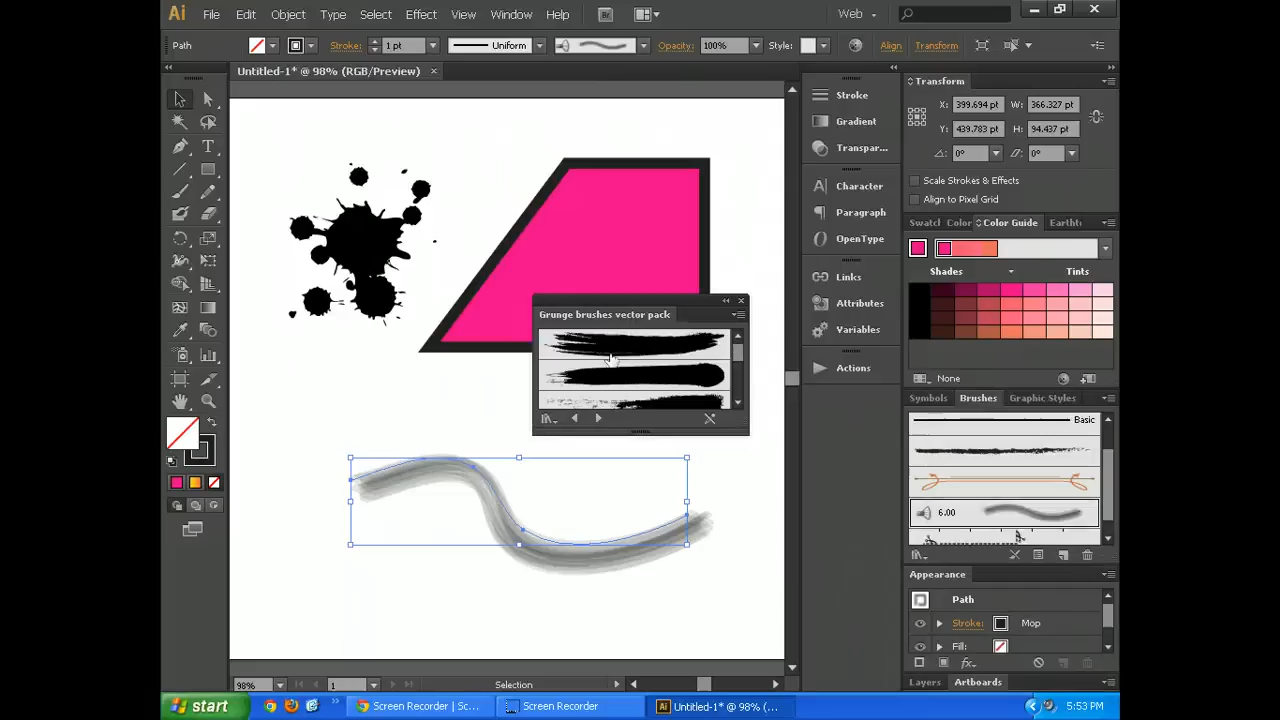 Ai File Edit Object Type Select Effect View Window Help Br Web
Path Stroke: 1 pt Uniform Opacity: 100% Style: Align Transform
Untitled-1* @ 98% (RGB/Preview)
Stroke
Gradient
Transpar...
Character
Paragraph
OpenType
Links
Attributes
Variables
Actions
Transform
X: 399.694 pt W: 366.327 pt
Y: 439.783 pt H: 94.437 pt
0° 0°
Scale Strokes & Effects
Align to Pixel Grid
Swatcl Color Color Guide Earthto
Shades Tints
None
Grunge brushes vector pack
Symbols Brushes Graphic Styles
Basic
6.00
Appearance
Path
Stroke: Mop
Fill:
Layers Artboards
98% 1 Selection
start Screen Recorder | Sc... Screen Recorder Untitled-1* @ 98% (... 5:53 PM